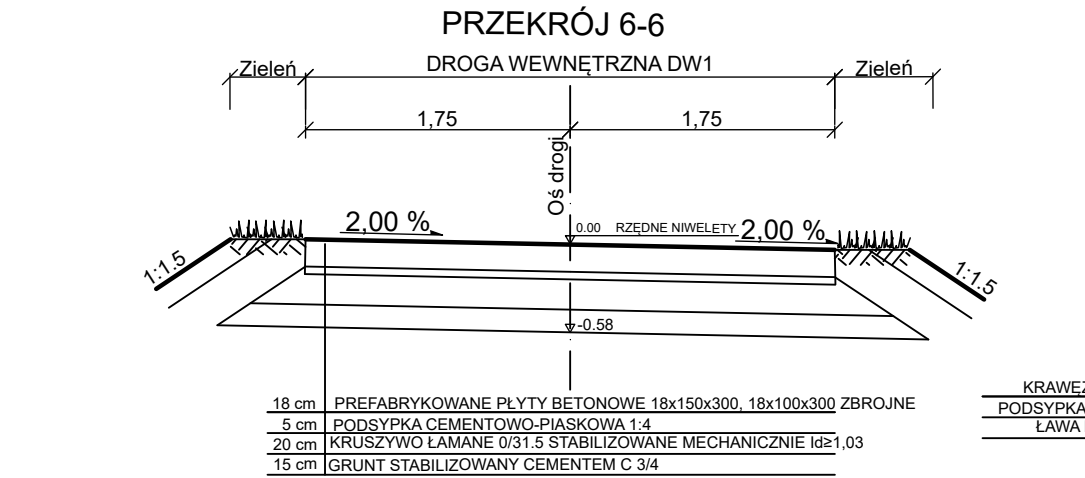 PRZEKRÓJ 6-6
Zieleń DROGA WEWNĘTRZNA DW1 Zieleń
1,75 1,75
Oś drogi
2,00 % 0.00 RZĘDNE NIWELETY 2,00 %
1:1.5 1:1.5
-0.58
18 cm PREFABRYKOWANE PŁYTY BETONOWE 18x150x300, 18x100x300 ZBROJNE
5 cm PODSYPKA CEMENTOWO-PIASKOWA 1:4
20 cm KRUSZYWO ŁAMANE 0/31.5 STABILIZOWANE MECHANICZNIE Id≥1,03
15 cm GRUNT STABILIZOWANY CEMENTEM C 3/4
PODSYPKA
ŁAWA